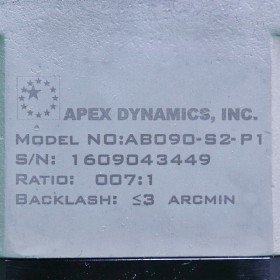 APEX DYNAMICS, INC.
MODEL NO:AB090-S2-P1
S/N: 1609043449
RATIO: 007:1
BACKLASH: ≤3 ARCMIN